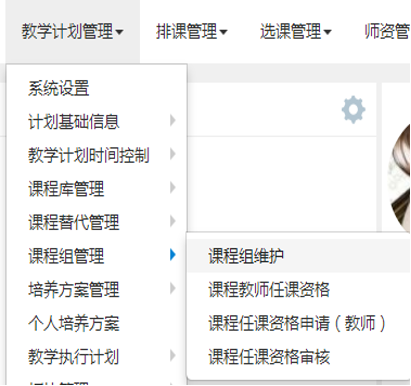 教学计划管理 排课管理 选课管理 师资管
系统设置
计划基础信息
教学计划时间控制
课程库管理
课程替代管理
课程组管理
课程组维护
培养方案管理
课程教师任课资格
个人培养方案
课程任课资格申请（教师）
教学执行计划
课程任课资格审核